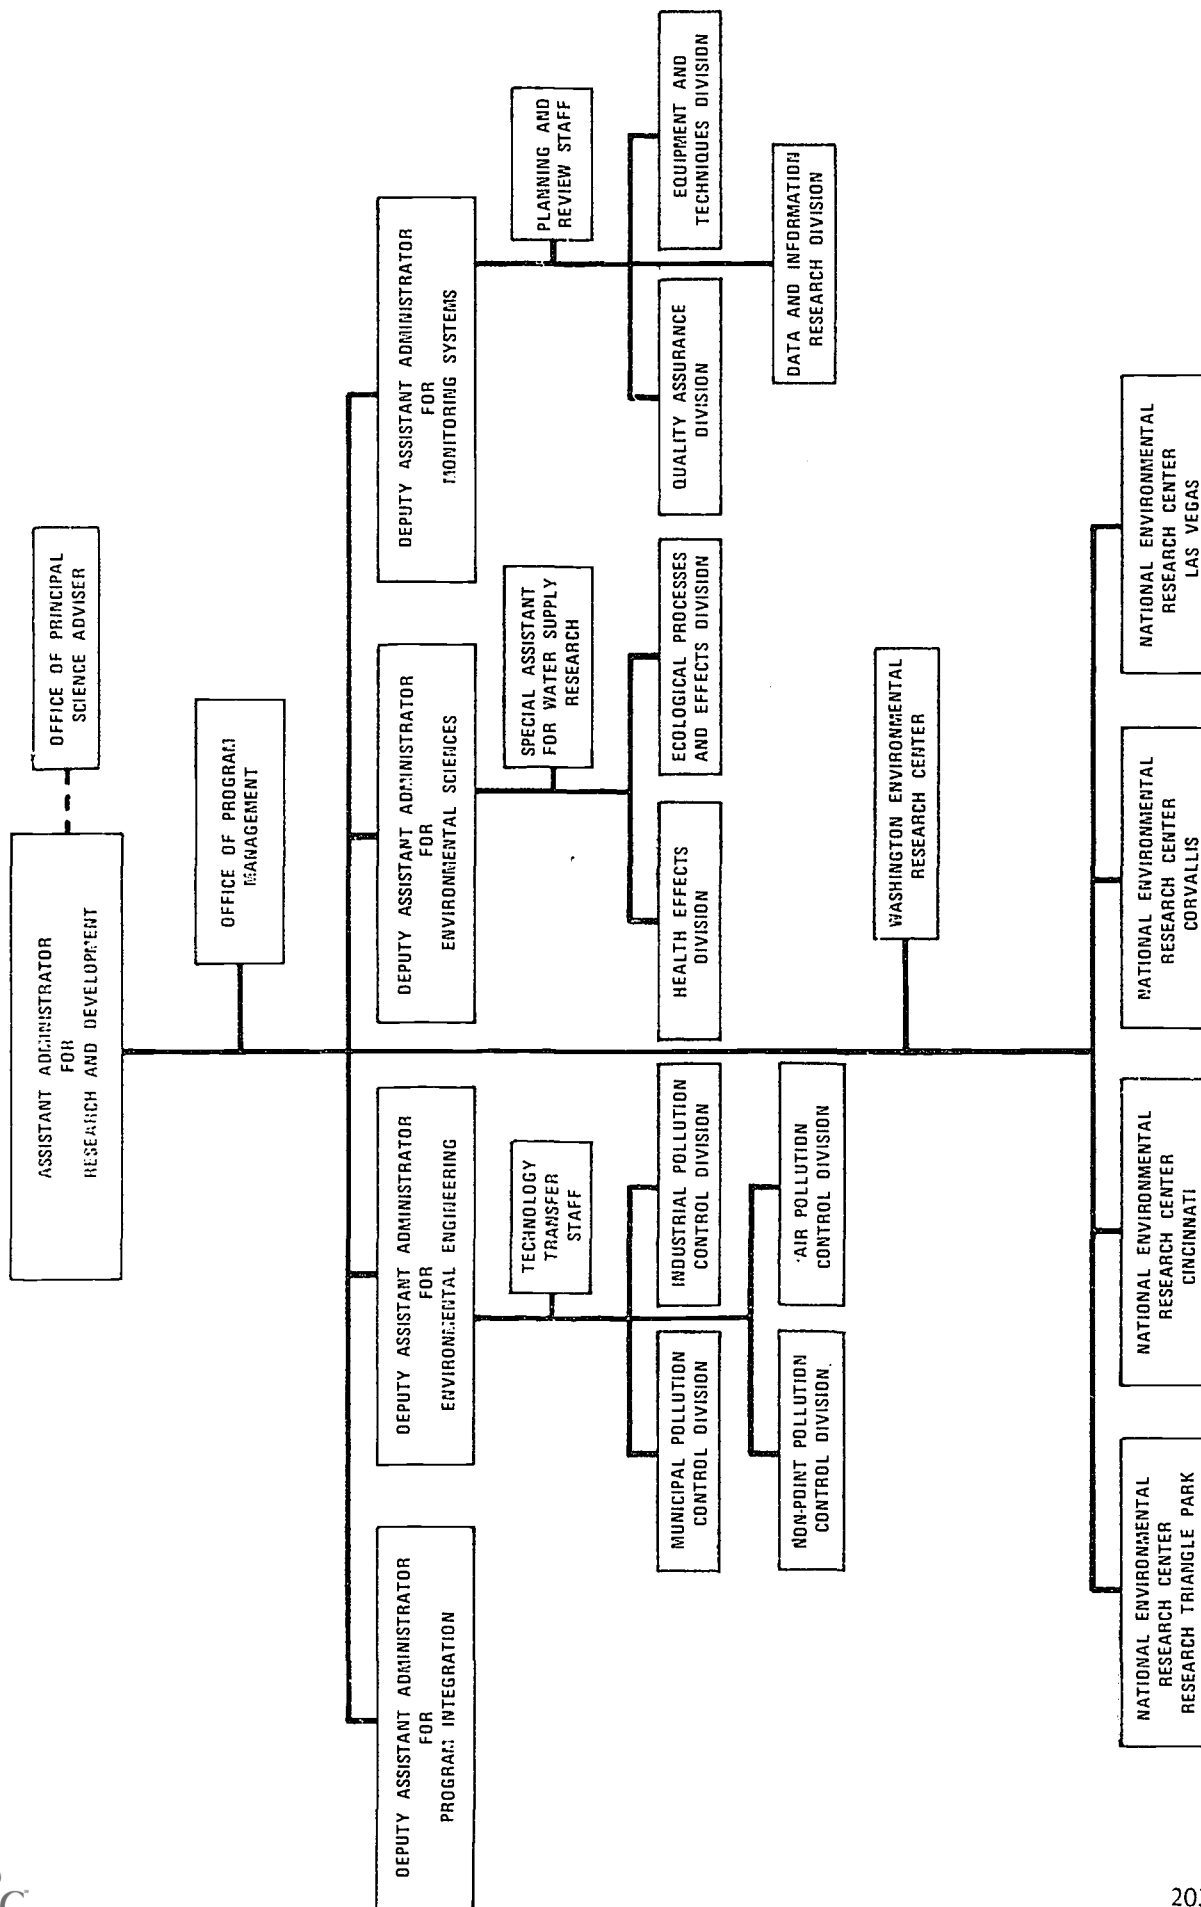 ASSISTANT ADMINISTRATOR
FOR
RESEARCH AND DEVELOPMENT
OFFICE OF PRINCIPAL
SCIENCE ADVISER
OFFICE OF PROGRAM
MANAGEMENT
DEPUTY ASSISTANT ADMINISTRATOR
FOR
PROGRAM INTEGRATION
DEPUTY ASSISTANT ADMINISTRATOR
FOR
ENVIRONMENTAL ENGINEERING
DEPUTY ASSISTANT ADMINISTRATOR
FOR
ENVIRONMENTAL SCIENCES
DEPUTY ASSISTANT ADMINISTRATOR
FOR
MONITORING SYSTEMS
TECHNOLOGY
TRANSFER
STAFF
SPECIAL ASSISTANT
FOR WATER SUPPLY
RESEARCH
PLANNING AND
REVIEW STAFF
MUNICIPAL POLLUTION
CONTROL DIVISION
INDUSTRIAL POLLUTION
CONTROL DIVISION
HEALTH EFFECTS
DIVISION
ECOLOGICAL PROCESSES
AND EFFECTS DIVISION
QUALITY ASSURANCE
DIVISION
EQUIPMENT AND
TECHNIQUES DIVISION
NON-POINT POLLUTION
CONTROL DIVISION
AIR POLLUTION
CONTROL DIVISION
DATA AND INFORMATION
RESEARCH DIVISION
WASHINGTON ENVIRONMENTAL
RESEARCH CENTER
NATIONAL ENVIRONMENTAL
RESEARCH CENTER
RESEARCH TRIANGLE PARK
NATIONAL ENVIRONMENTAL
RESEARCH CENTER
CINCINNATI
NATIONAL ENVIRONMENTAL
RESEARCH CENTER
CORVALLIS
NATIONAL ENVIRONMENTAL
RESEARCH CENTER
LAS VEGAS